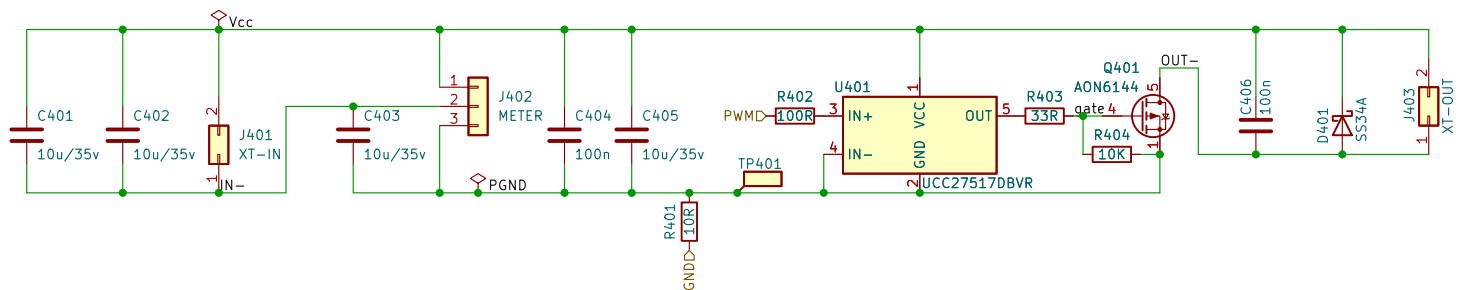 Vcc
C401
10u/35v
C402
10u/35v
2
1
J401
XT-IN
IN-
C403
10u/35v
1
2
3
J402
METER
PGND
C404
100n
C405
10u/35v
R401
10R
GND
TP401
PWM
R402
100R
U401
3
IN+
4
IN-
1
VCC
GND
2
OUT
5
UCC27517DBVR
R403
33R
gate
4
R404
10K
Q401
AON6144
5
1
OUT-
C406
100n
D401
SS34A
J403
XT-OUT
2
1